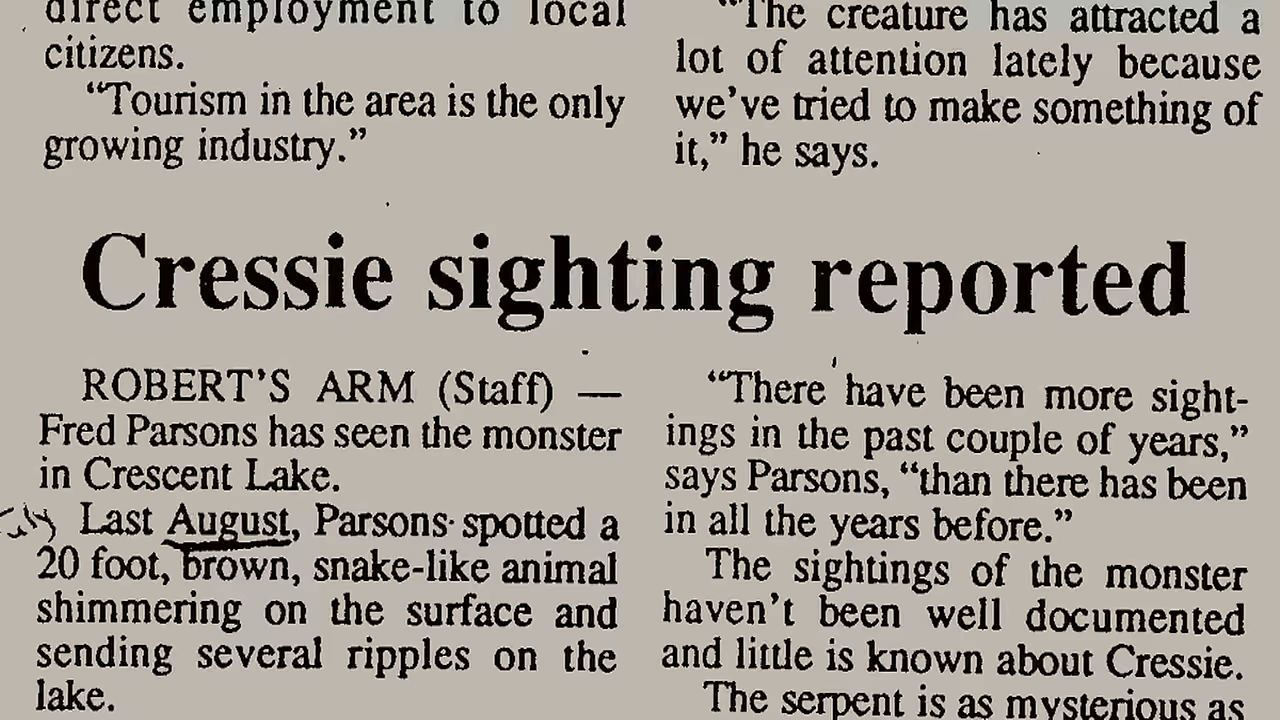 direct employment to local
citizens.
“Tourism in the area is the only
growing industry.”
“The creature has attracted a
lot of attention lately because
we’ve tried to make something of
it,” he says.
Cressie sighting reported
ROBERT’S ARM (Staff) —
Fred Parsons has seen the monster
in Crescent Lake.
Last August, Parsons spotted a
20 foot, brown, snake-like animal
shimmering on the surface and
sending several ripples on the
lake.
“There have been more sight-
ings in the past couple of years,”
says Parsons, “than there has been
in all the years before.”
The sightings of the monster
haven’t been well documented
and little is known about Cressie.
The serpent is as mysterious as